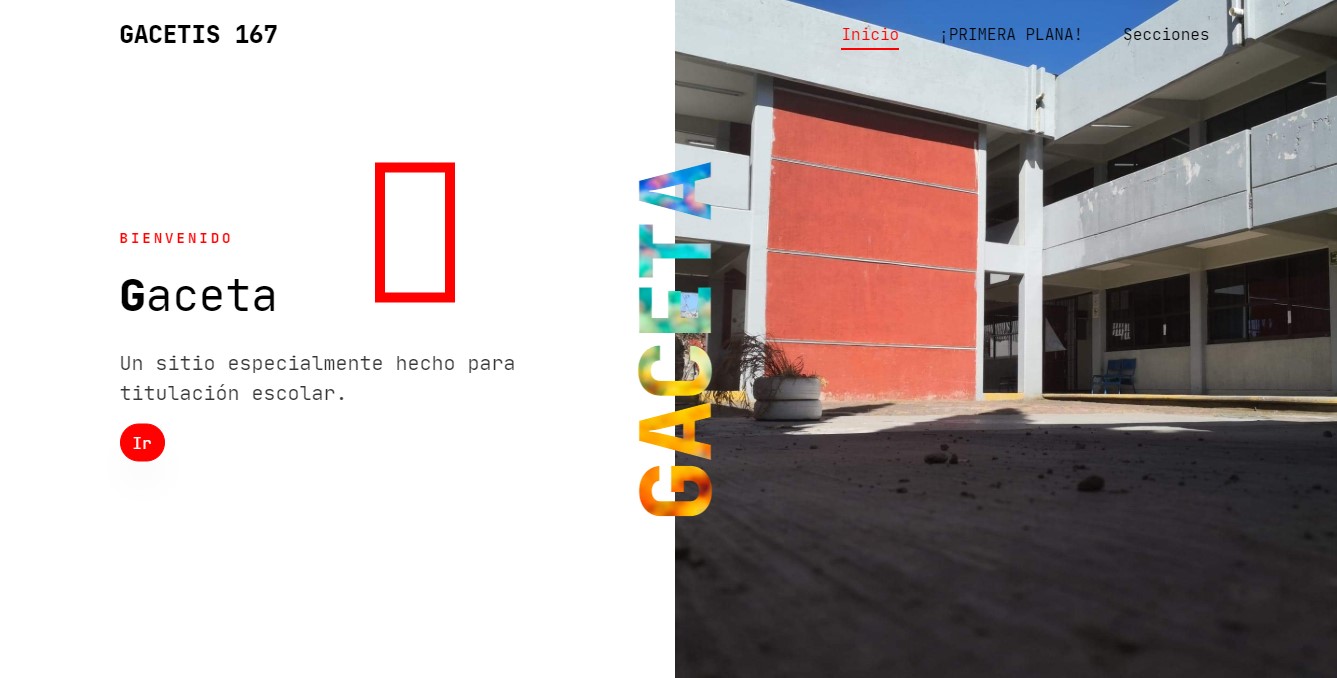 GACETIS 167
Inicio
¡PRIMERA PLANA!
Secciones
BIENVENIDO
Gaceta
Un sitio especialmente hecho para
titulación escolar.
Ir
GACETA